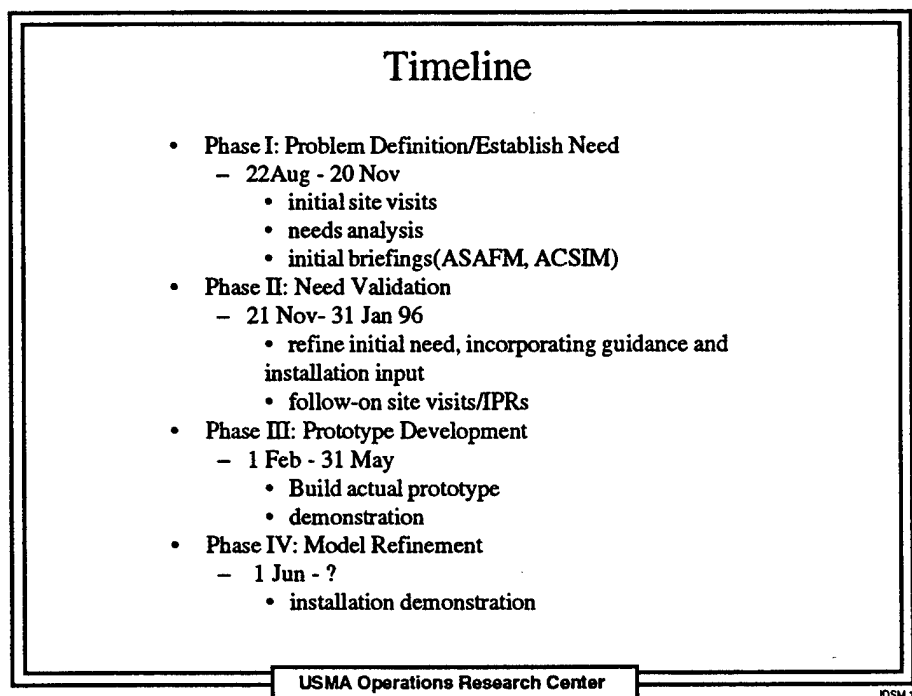 Timeline
• Phase I: Problem Definition/Establish Need
– 22Aug - 20 Nov
• initial site visits
• needs analysis
• initial briefings(ASAFM, ACSIM)
• Phase II: Need Validation
– 21 Nov- 31 Jan 96
• refine initial need, incorporating guidance and
installation input
• follow-on site visits/IPRs
• Phase III: Prototype Development
– 1 Feb - 31 May
• Build actual prototype
• demonstration
• Phase IV: Model Refinement
– 1 Jun - ?
• installation demonstration
USMA Operations Research Center